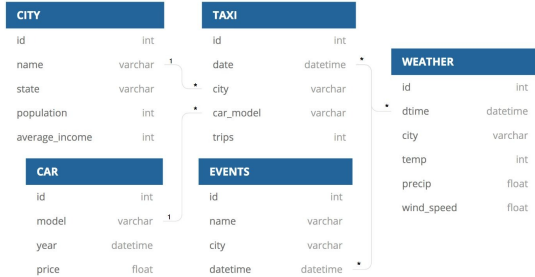 CITY
id int
name varchar
state varchar
population int
average_income int
TAXI
id int
date datetime
city varchar
car_model varchar
trips int
WEATHER
id int
dtime datetime
city varchar
temp int
precip float
wind_speed float
CAR
id int
model varchar
year datetime
price float
EVENTS
id int
name varchar
city varchar
datetime datetime
1
*
*
1
*
*
*